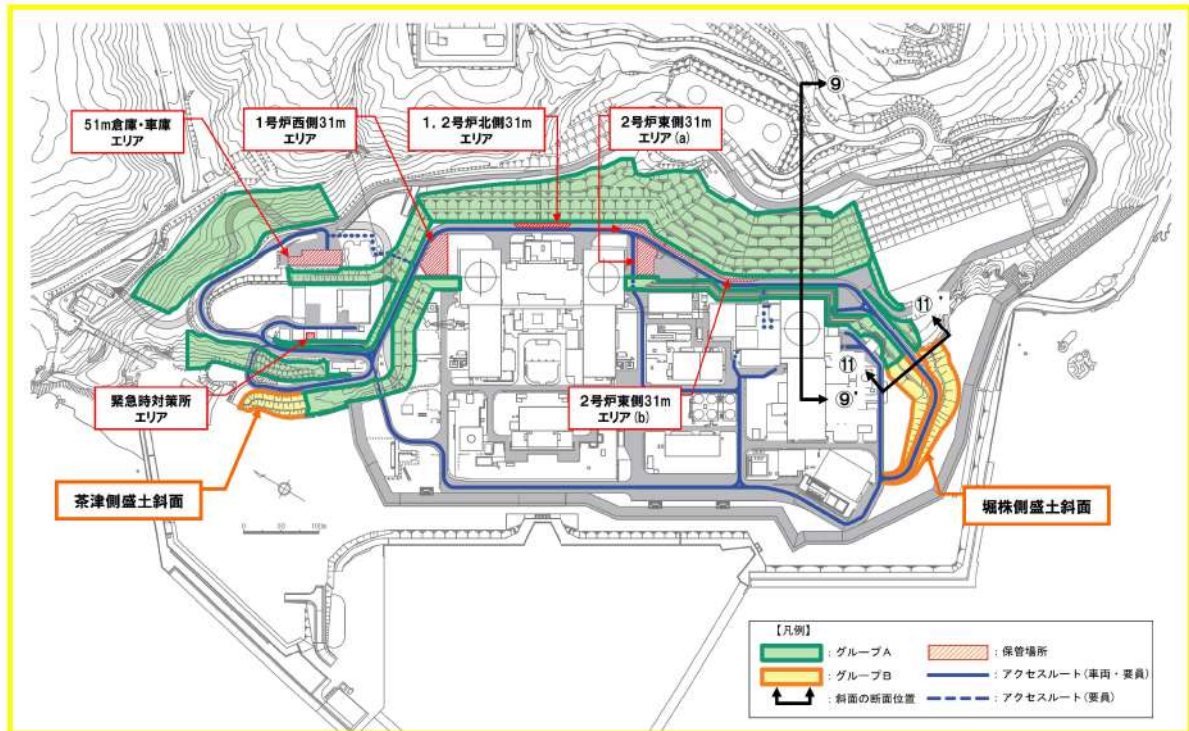 ⑨
51m倉庫・車庫
エリア
1号炉西側31m
エリア
1，2号炉北側31m
エリア
2号炉東側31m
エリア(a)
⑪'
⑪
⑨'
緊急時対策所
エリア
2号炉東側31m
エリア(b)
茶津側盛土斜面
堀株側盛土斜面
【凡例】
：グループA
：保管場所
：グループB
：アクセスルート(車両・要員)
：斜面の断面位置
：アクセスルート(要員)